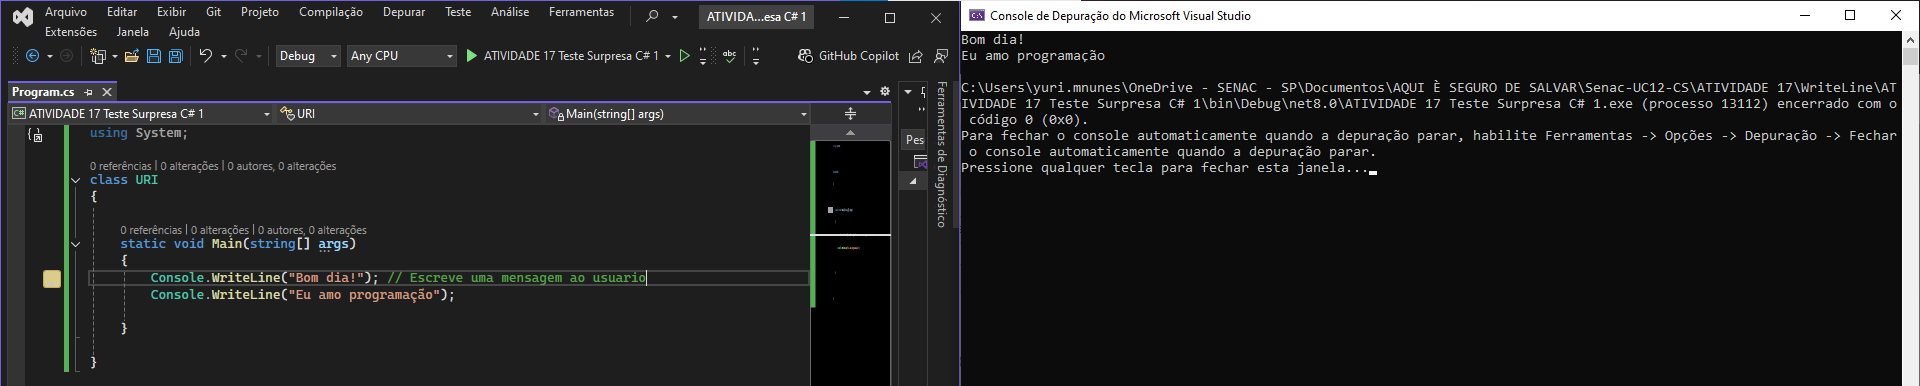 Arquivo Editar Exibir Git Projeto Compilação Depurar Teste Análise Ferramentas ATIVIDA...esa C# 1
Extensões Janela Ajuda
Debug Any CPU ATIVIDADE 17 Teste Surpresa C# 1 abc GitHub Copilot
Program.cs
C# ATIVIDADE 17 Teste Surpresa C# 1 URI Main(string[] args)
using System;
0 referências | 0 alterações | 0 autores, 0 alterações
class URI
{
0 referências | 0 alterações | 0 autores, 0 alterações
static void Main(string[] args)
{
Console.WriteLine("Bom dia!"); // Escreve uma mensagem ao usuario
Console.WriteLine("Eu amo programação");
}
}
Pes
Ferramentas de Diagnóstico
Console de Depuração do Microsoft Visual Studio
Bom dia!
Eu amo programação
C:\Users\yuri.mnunes\OneDrive - SENAC - SP\Documentos\AQUI È SEGURO DE SALVAR\Senac-UC12-CS\ATIVIDADE 17\WriteLine\AT
IVIDADE 17 Teste Surpresa C# 1\bin\Debug\net8.0\ATIVIDADE 17 Teste Surpresa C# 1.exe (processo 13112) encerrado com o
código 0 (0x0).
Para fechar o console automaticamente quando a depuração parar, habilite Ferramentas -> Opções -> Depuração -> Fechar
o console automaticamente quando a depuração parar.
Pressione qualquer tecla para fechar esta janela...